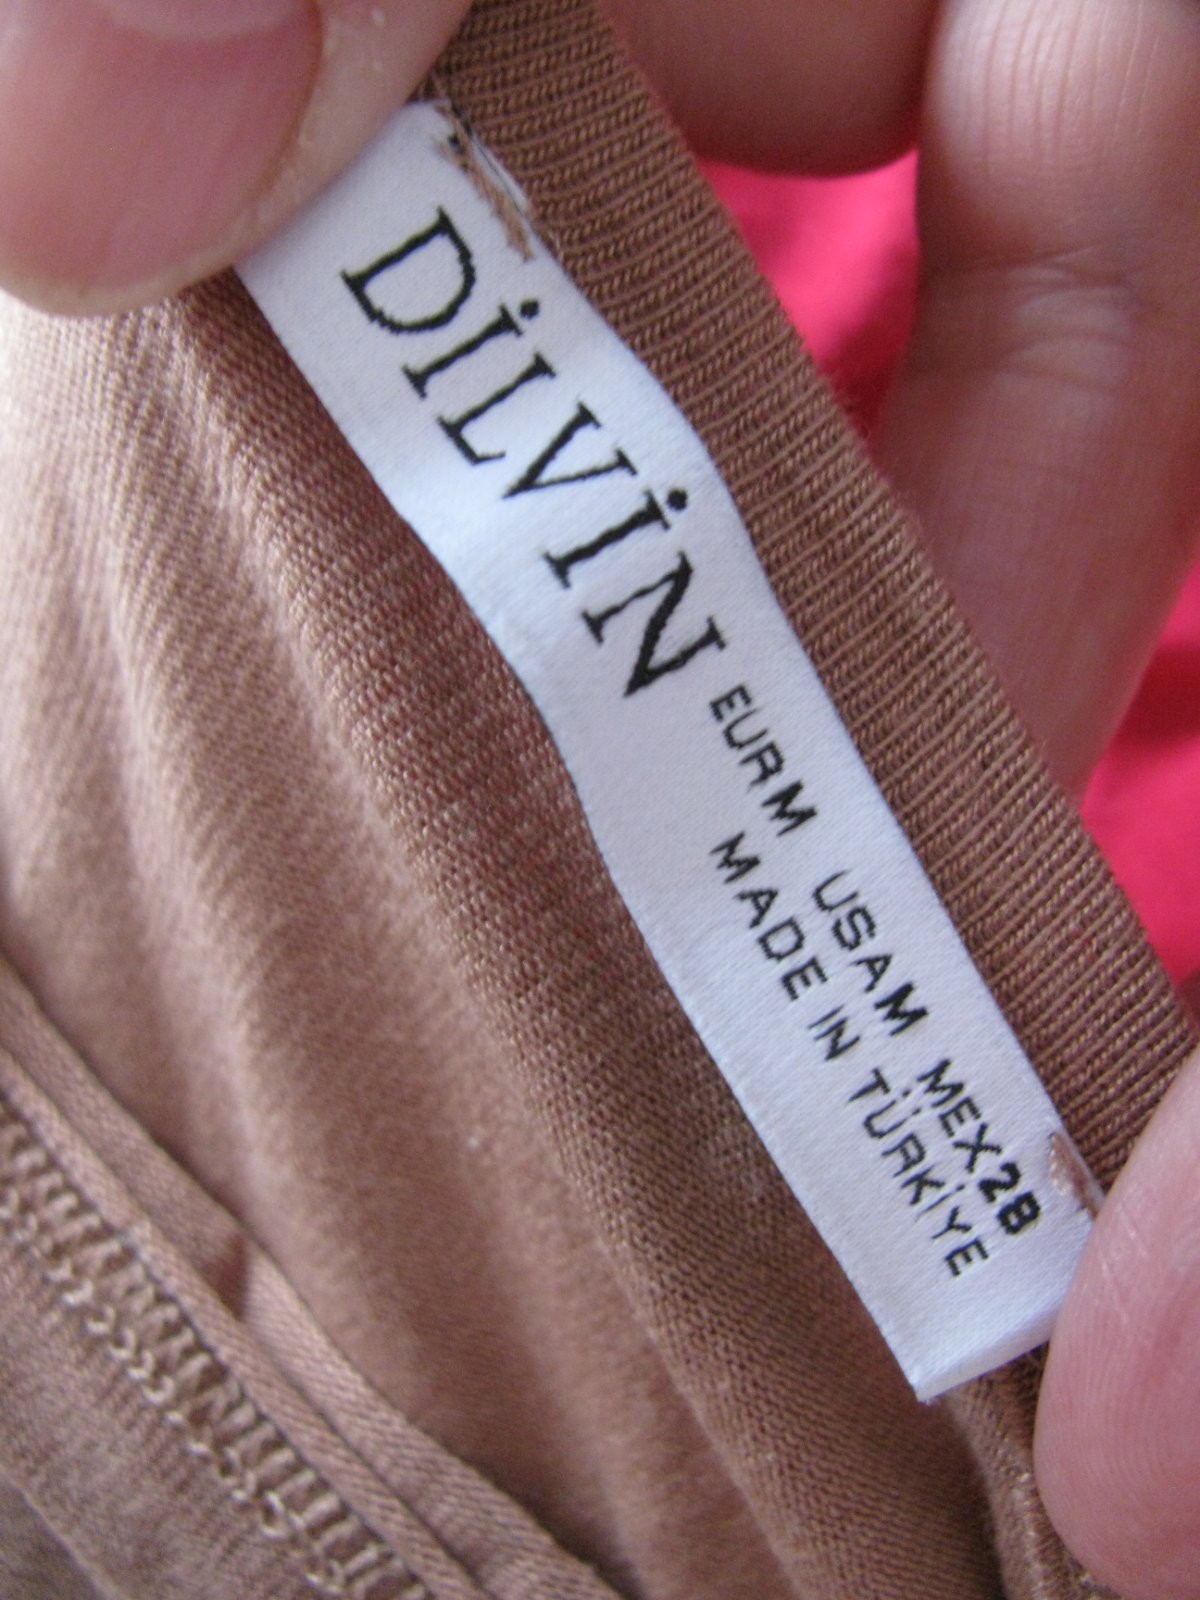 DİLVİN
EUR M USA M MEX 28
MADE IN TÜRKİYE